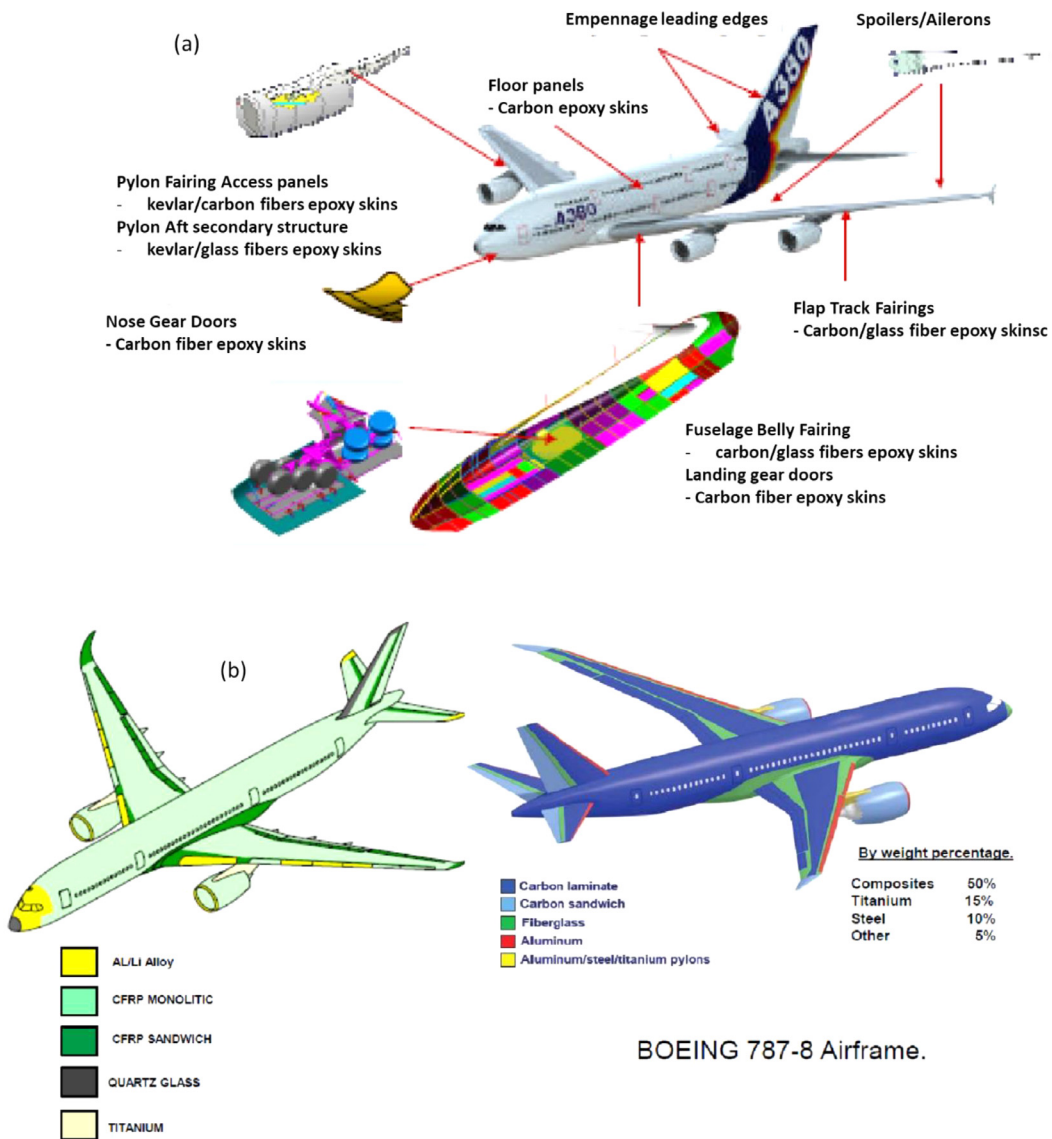 (a)
Empennage leading edges
Spoilers/Ailerons
Floor panels
- Carbon epoxy skins
A380
A380
Pylon Fairing Access panels
- kevlar/carbon fibers epoxy skins
Pylon Aft secondary structure
- kevlar/glass fibers epoxy skins
Nose Gear Doors
- Carbon fiber epoxy skins
Flap Track Fairings
- Carbon/glass fiber epoxy skinsc
Fuselage Belly Fairing
- carbon/glass fibers epoxy skins
Landing gear doors
- Carbon fiber epoxy skins
(b)
AL/Li Alloy
CFRP MONOLITIC
CFRP SANDWICH
QUARTZ GLASS
TITANIUM
Carbon laminate
Carbon sandwich
Fiberglass
Aluminum
Aluminum/steel/titanium pylons
By weight percentage.
Composites 50%
Titanium 15%
Steel 10%
Other 5%
BOEING 787-8 Airframe.